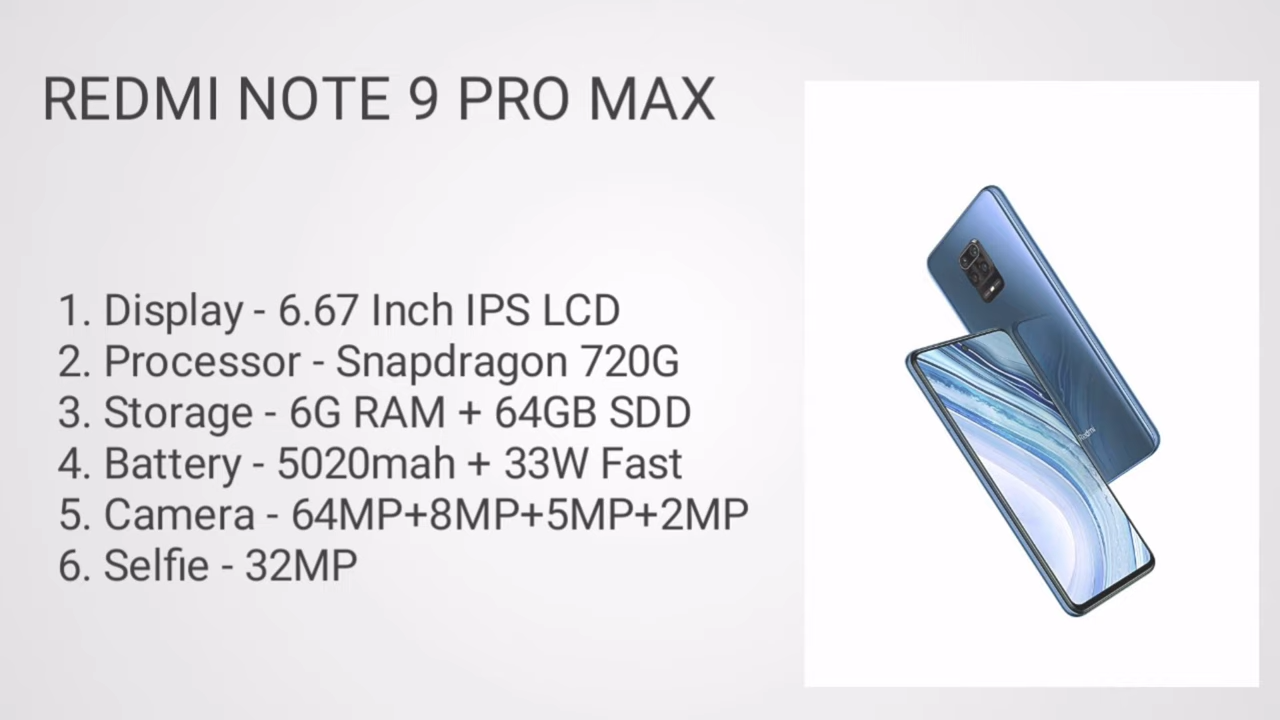 REDMI NOTE 9 PRO MAX
1. Display - 6.67 Inch IPS LCD
2. Processor - Snapdragon 720G
3. Storage - 6G RAM + 64GB SDD
4. Battery - 5020mah + 33W Fast
5. Camera - 64MP+8MP+5MP+2MP
6. Selfie - 32MP
Redmi